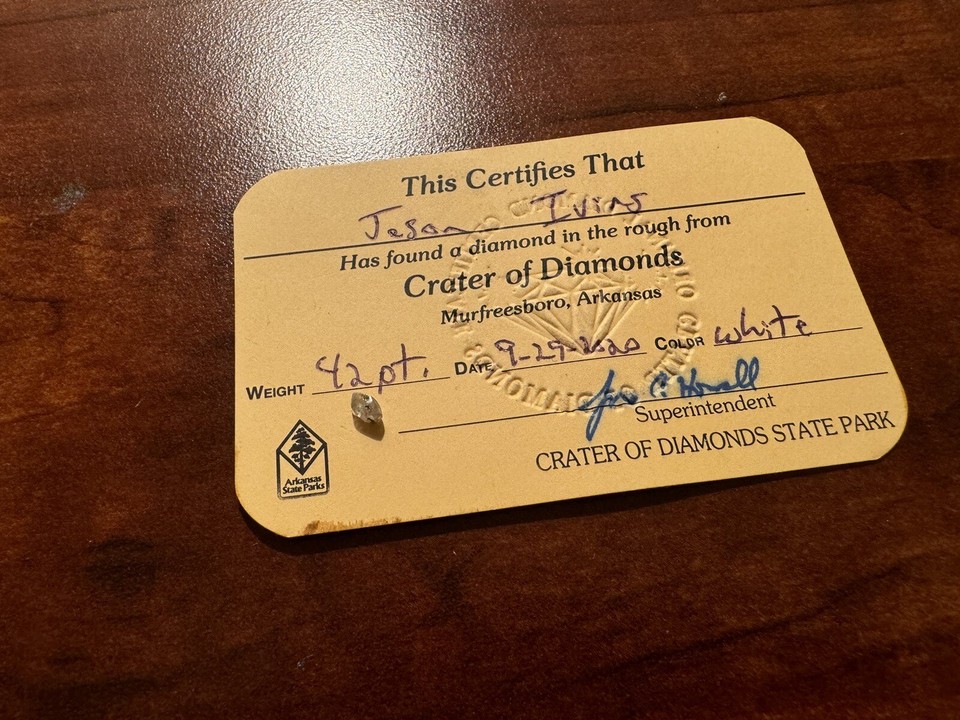 This Certifies That
Jason Ivins
Has found a diamond in the rough from
Crater of Diamonds
Murfreesboro, Arkansas
WEIGHT 42pt. DATE 9-29-2020 COLOR white
Superintendent
CRATER OF DIAMONDS STATE PARK
Arkansas
State Parks